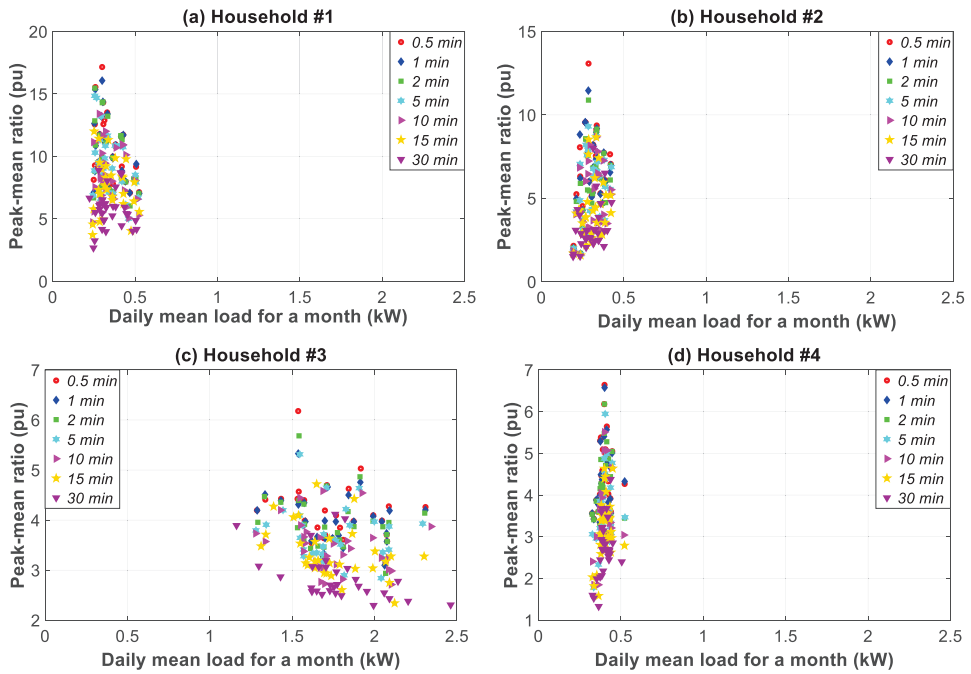 (a) Household #1
Peak-mean ratio (pu)
20
15
10
5
0
0 0.5 1 1.5 2 2.5
Daily mean load for a month (kW)
0.5 min
1 min
2 min
5 min
10 min
15 min
30 min
(b) Household #2
Peak-mean ratio (pu)
15
10
5
0
0 0.5 1 1.5 2 2.5
Daily mean load for a month (kW)
0.5 min
1 min
2 min
5 min
10 min
15 min
30 min
(c) Household #3
Peak-mean ratio (pu)
7
6
5
4
3
2
0 0.5 1 1.5 2 2.5
Daily mean load for a month (kW)
0.5 min
1 min
2 min
5 min
10 min
15 min
30 min
(d) Household #4
Peak-mean ratio (pu)
7
6
5
4
3
2
1
0 0.5 1 1.5 2 2.5
Daily mean load for a month (kW)
0.5 min
1 min
2 min
5 min
10 min
15 min
30 min